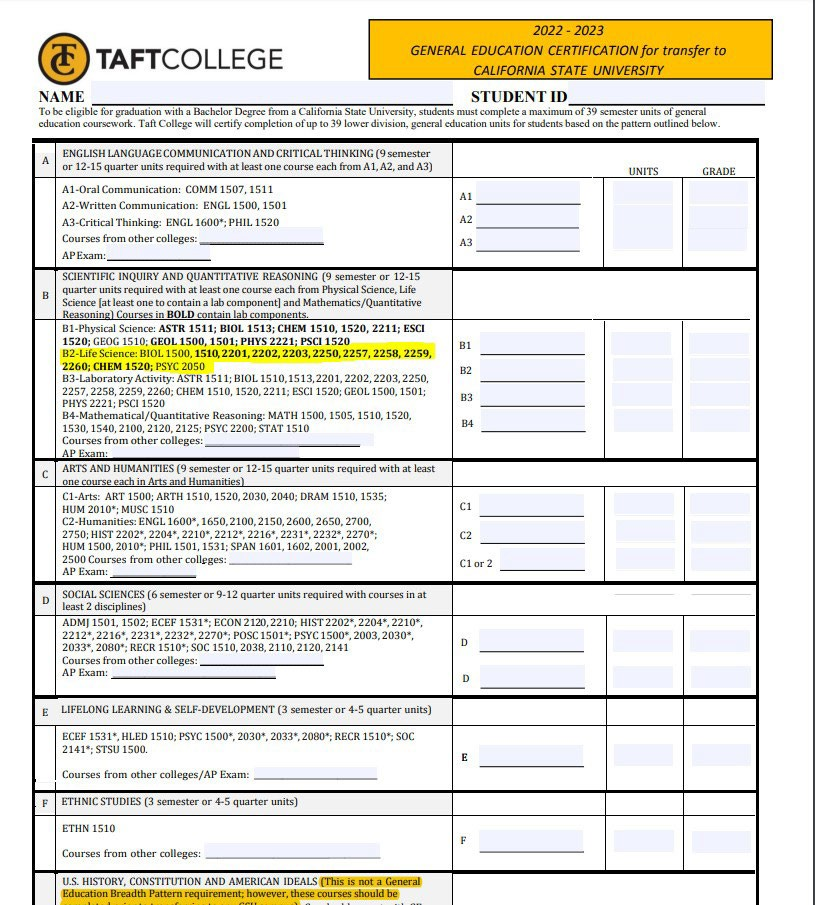 TC
TAFTCOLLEGE
2022 - 2023
GENERAL EDUCATION CERTIFICATION for transfer to
CALIFORNIA STATE UNIVERSITY
NAME STUDENT ID
To be eligible for graduation with a Bachelor Degree from a California State University, students must complete a maximum of 39 semester units of general
education coursework. Taft College will certify completion of up to 39 lower division, general education units for students based on the pattern outlined below.
A ENGLISH LANGUAGE COMMUNICATION AND CRITICAL THINKING (9 semester
or 12-15 quarter units required with at least one course each from A1, A2, and A3)
UNITS GRADE
A1-Oral Communication: COMM 1507, 1511
A2-Written Communication: ENGL 1500, 1501
A3-Critical Thinking: ENGL 1600*; PHIL 1520
Courses from other colleges:
AP Exam:
A1
A2
A3
B SCIENTIFIC INQUIRY AND QUANTITATIVE REASONING (9 semester or 12-15
quarter units required with at least one course each from Physical Science, Life
Science [at least one to contain a lab component] and Mathematics/Quantitative
Reasoning) Courses in BOLD contain lab components.
B1-Physical Science: ASTR 1511; BIOL 1513; CHEM 1510, 1520, 2211; ESCI
1520; GEOG 1510; GEOL 1500, 1501; PHYS 2221; PSCI 1520
B2-Life Science: BIOL 1500, 1510, 2201, 2202, 2203, 2250, 2257, 2258, 2259,
2260; CHEM 1520; PSYC 2050
B3-Laboratory Activity: ASTR 1511; BIOL 1510,1513, 2201, 2202, 2203, 2250,
2257, 2258, 2259, 2260; CHEM 1510, 1520, 2211; ESCI 1520; GEOL 1500, 1501;
PHYS 2221; PSCI 1520
B4-Mathematical/Quantitative Reasoning: MATH 1500, 1505, 1510, 1520,
1530, 1540, 2100, 2120, 2125; PSYC 2200; STAT 1510
Courses from other colleges:
AP Exam:
B1
B2
B3
B4
C ARTS AND HUMANITIES (9 semester or 12-15 quarter units required with at least
one course each in Arts and Humanities)
C1-Arts: ART 1500; ARTH 1510, 1520, 2030, 2040; DRAM 1510, 1535;
HUM 2010*; MUSC 1510
C2-Humanities: ENGL 1600*, 1650, 2100, 2150, 2600, 2650, 2700,
2750; HIST 2202*, 2204*, 2210*, 2212*, 2216*, 2231*, 2232*, 2270*;
HUM 1500, 2010*; PHIL 1501, 1531; SPAN 1601, 1602, 2001, 2002,
2500 Courses from other colleges:
AP Exam:
C1
C2
C1 or 2
D SOCIAL SCIENCES (6 semester or 9-12 quarter units required with courses in at
least 2 disciplines)
ADMJ 1501, 1502; ECEF 1531*; ECON 2120, 2210; HIST 2202*, 2204*, 2210*,
2212*, 2216*, 2231*, 2232*, 2270*; POSC 1501*; PSYC 1500*, 2003, 2030*,
2033*, 2080*; RECR 1510*; SOC 1510, 2038, 2110, 2120, 2141
Courses from other colleges:
AP Exam:
D
D
E LIFELONG LEARNING & SELF-DEVELOPMENT (3 semester or 4-5 quarter units)
ECEF 1531*, HLED 1510; PSYC 1500*, 2030*, 2033*, 2080*; RECR 1510*; SOC
2141*; STSU 1500.
Courses from other colleges/AP Exam:
E
F ETHNIC STUDIES (3 semester or 4-5 quarter units)
ETHN 1510
Courses from other colleges:
F
U.S. HISTORY, CONSTITUTION AND AMERICAN IDEALS (This is not a General
Education Breadth Pattern requirement; however, these courses should be